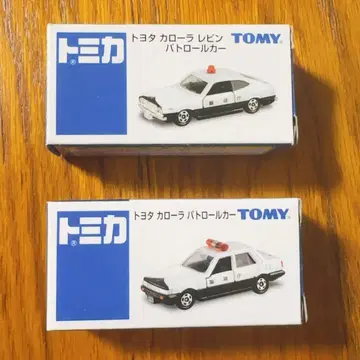 トミカ
トヨタ カローラ レビン
パトロールカー
TOMY
トミカ
トヨタ カローラ パトロールカー
TOMY